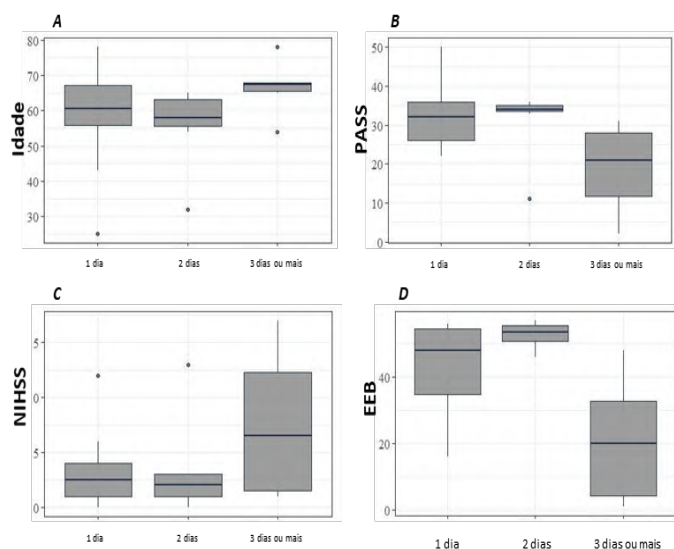 A
B
Idade
80
70
60
50
40
30
1 dia
2 dias
3 dias ou mais
PASS
50
40
30
20
10
0
1 dia
2 dias
3 dias ou mais
C
D
NIHSS
5
0
5
0
1 dia
2 dias
3 dias ou mais
EEB
40
20
0
1 dia
2 dias
3 dias ou mais